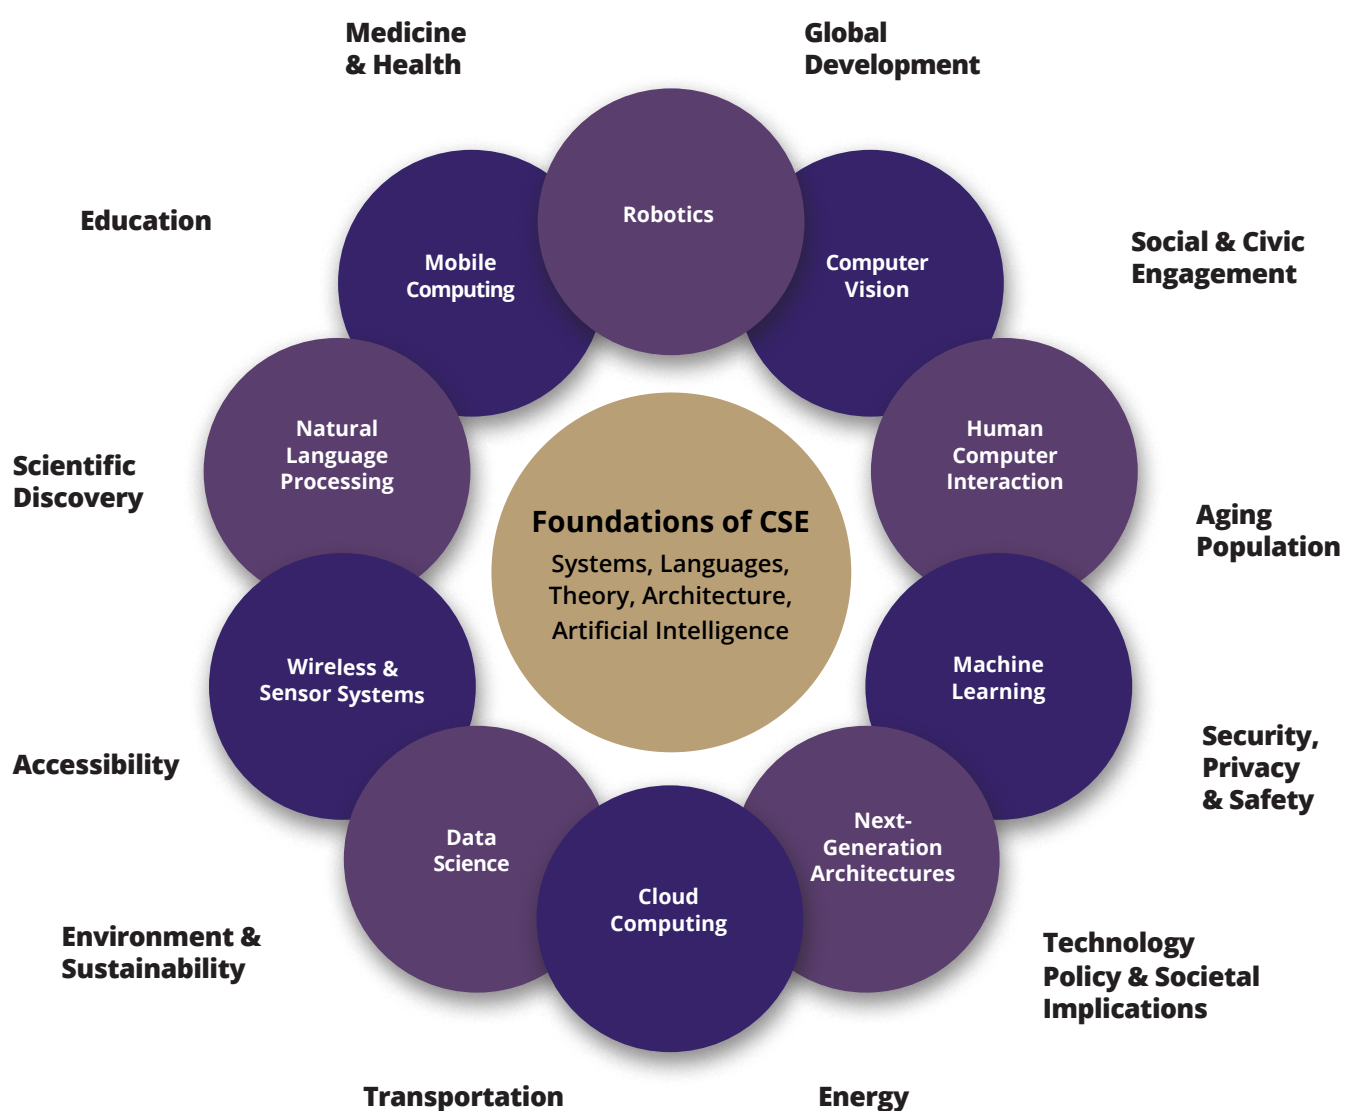 Medicine
& Health
Global
Development
Education
Social & Civic
Engagement
Scientific
Discovery
Aging
Population
Accessibility
Security,
Privacy
& Safety
Environment &
Sustainability
Technology
Policy & Societal
Implications
Transportation
Energy
Robotics
Mobile
Computing
Computer
Vision
Natural
Language
Processing
Human
Computer
Interaction
Foundations of CSE
Systems, Languages,
Theory, Architecture,
Artificial Intelligence
Wireless &
Sensor Systems
Machine
Learning
Data
Science
Next-
Generation
Architectures
Cloud
Computing